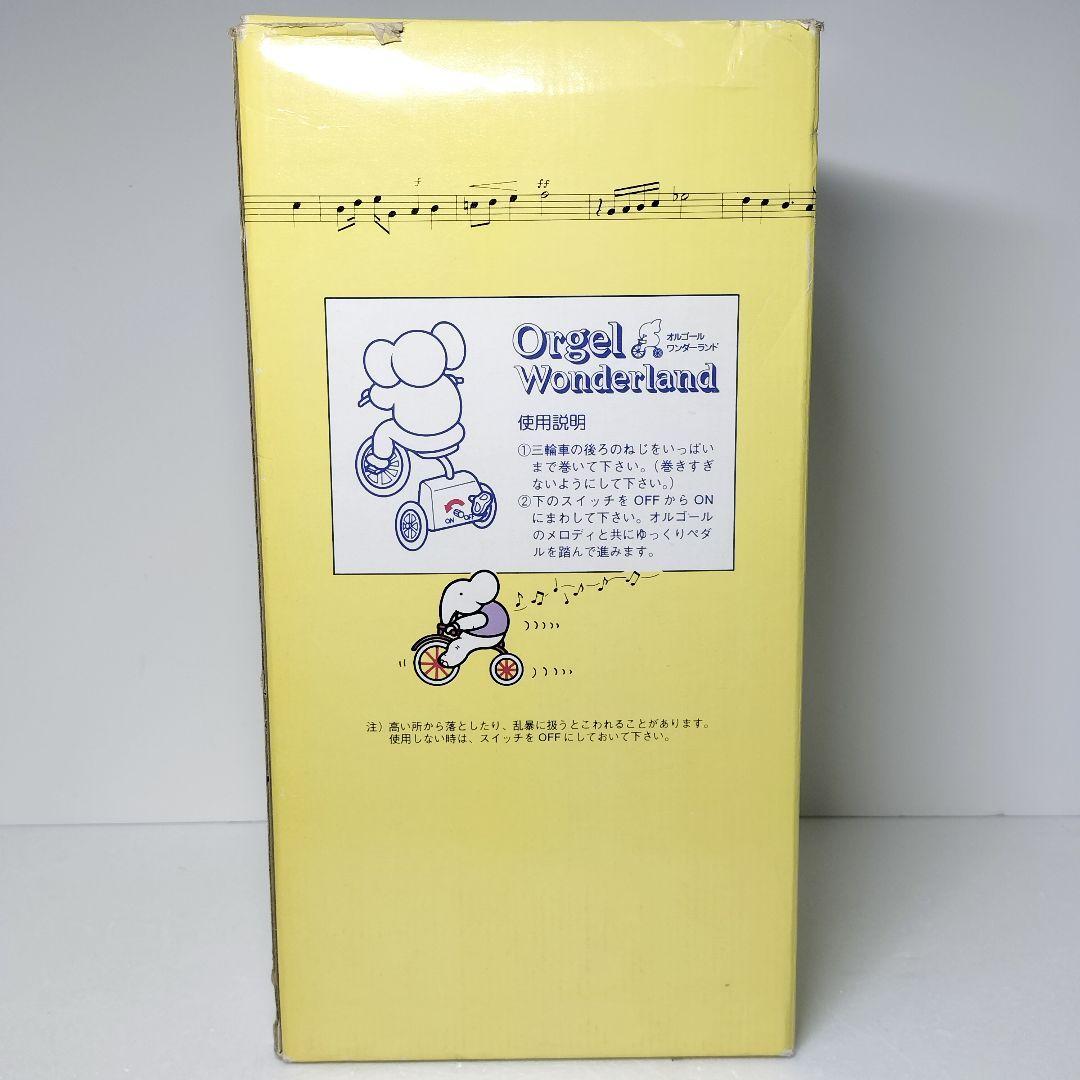 f
ff
Orgel
オルゴール
ワンダーランド
Wonderland
使用説明
①三輪車の後ろのねじをいっぱい
まで巻いて下さい。(巻きすぎ
ないようにして下さい。)
②下のスイッチをOFFからON
にまわして下さい。オルゴール
のメロディと共にゆっくりペダ
ルを踏んで進みます。
ON OFF
注)高い所から落としたり、乱暴に扱うとこわれることがあります。
使用しない時は、スイッチをOFFにしておいて下さい。